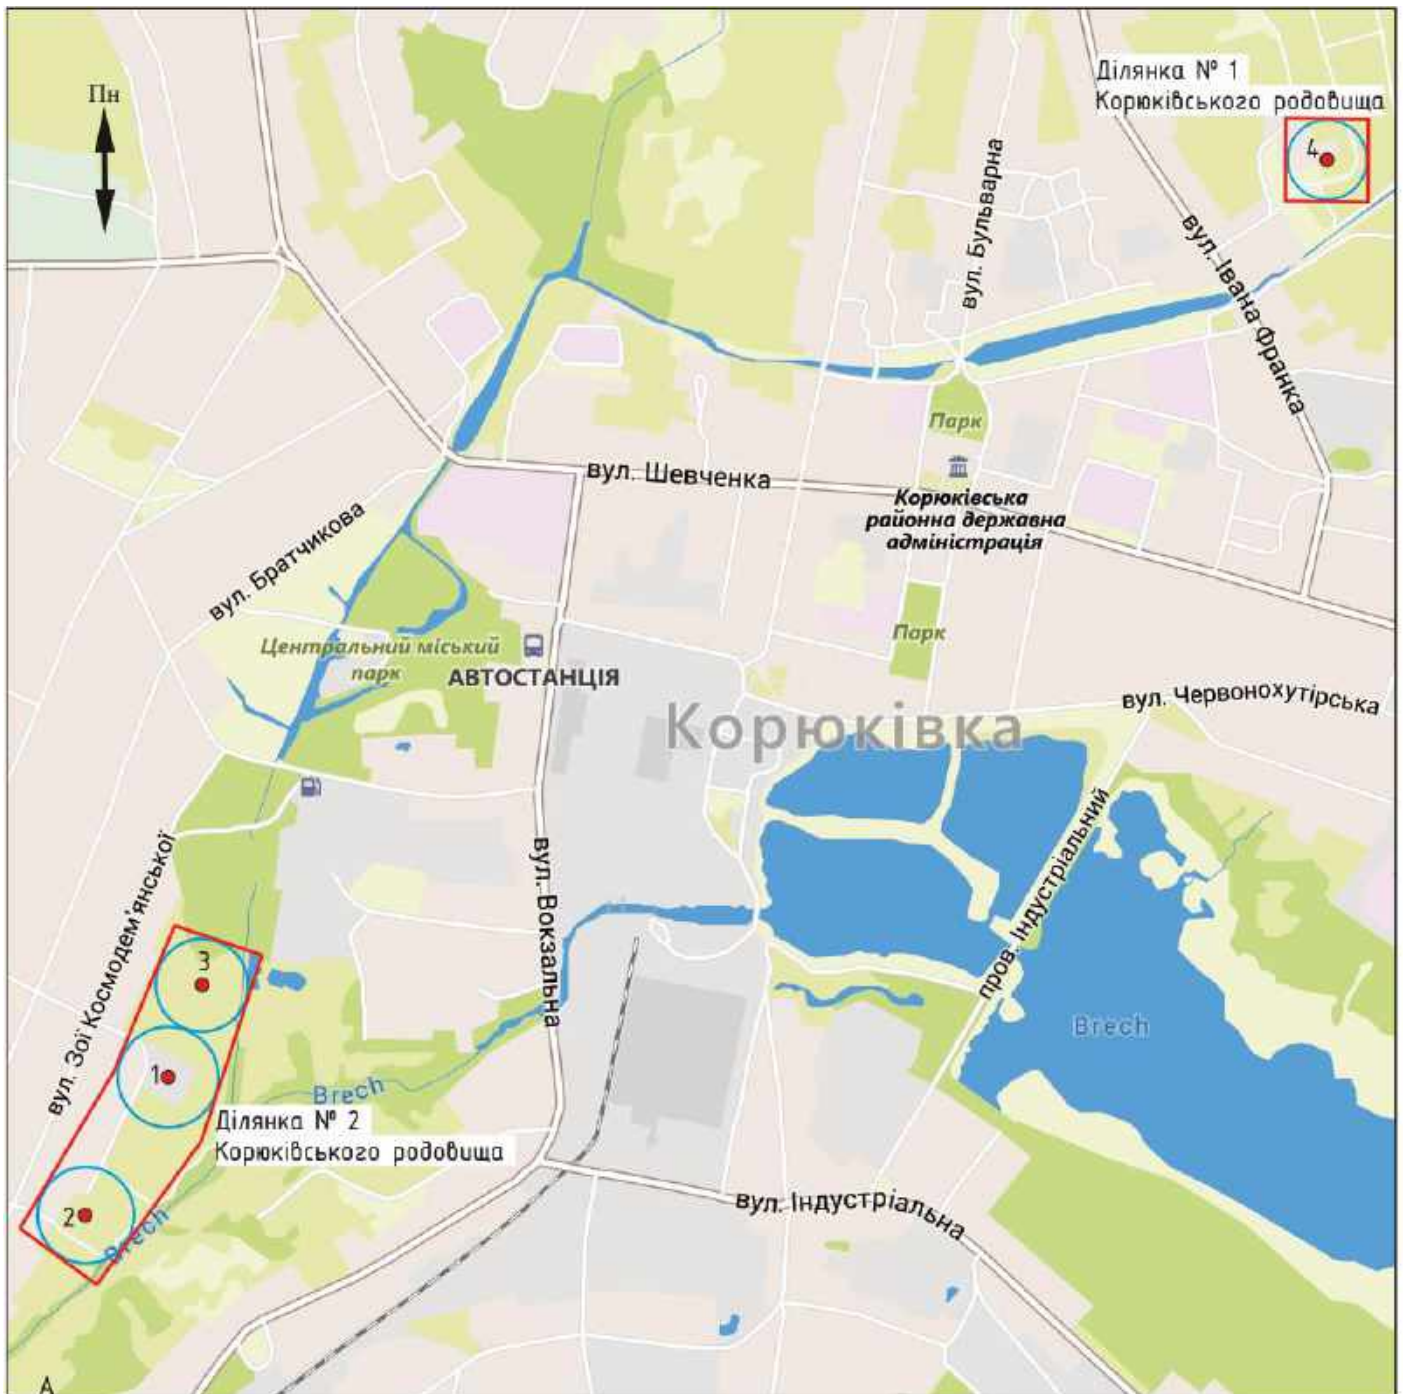 Ділянка № 1
Корюківського родовища
Пн
4
вул. Бульварна
вул. Івана Франка
Парк
вул. Шевченка
Корюківська
районна державна
адміністрація
вул. Братчикова
Центральний міський
парк
Парк
АВТОСТАНЦІЯ
вул. Червонохутірська
Корюківка
вул. Зої Космодем'янської
вул. Вокзальна
пров. Індустріальний
3
Brech
1
Brech
Ділянка № 2
Корюківського родовища
вул. Індустріальна
2
Brech
А